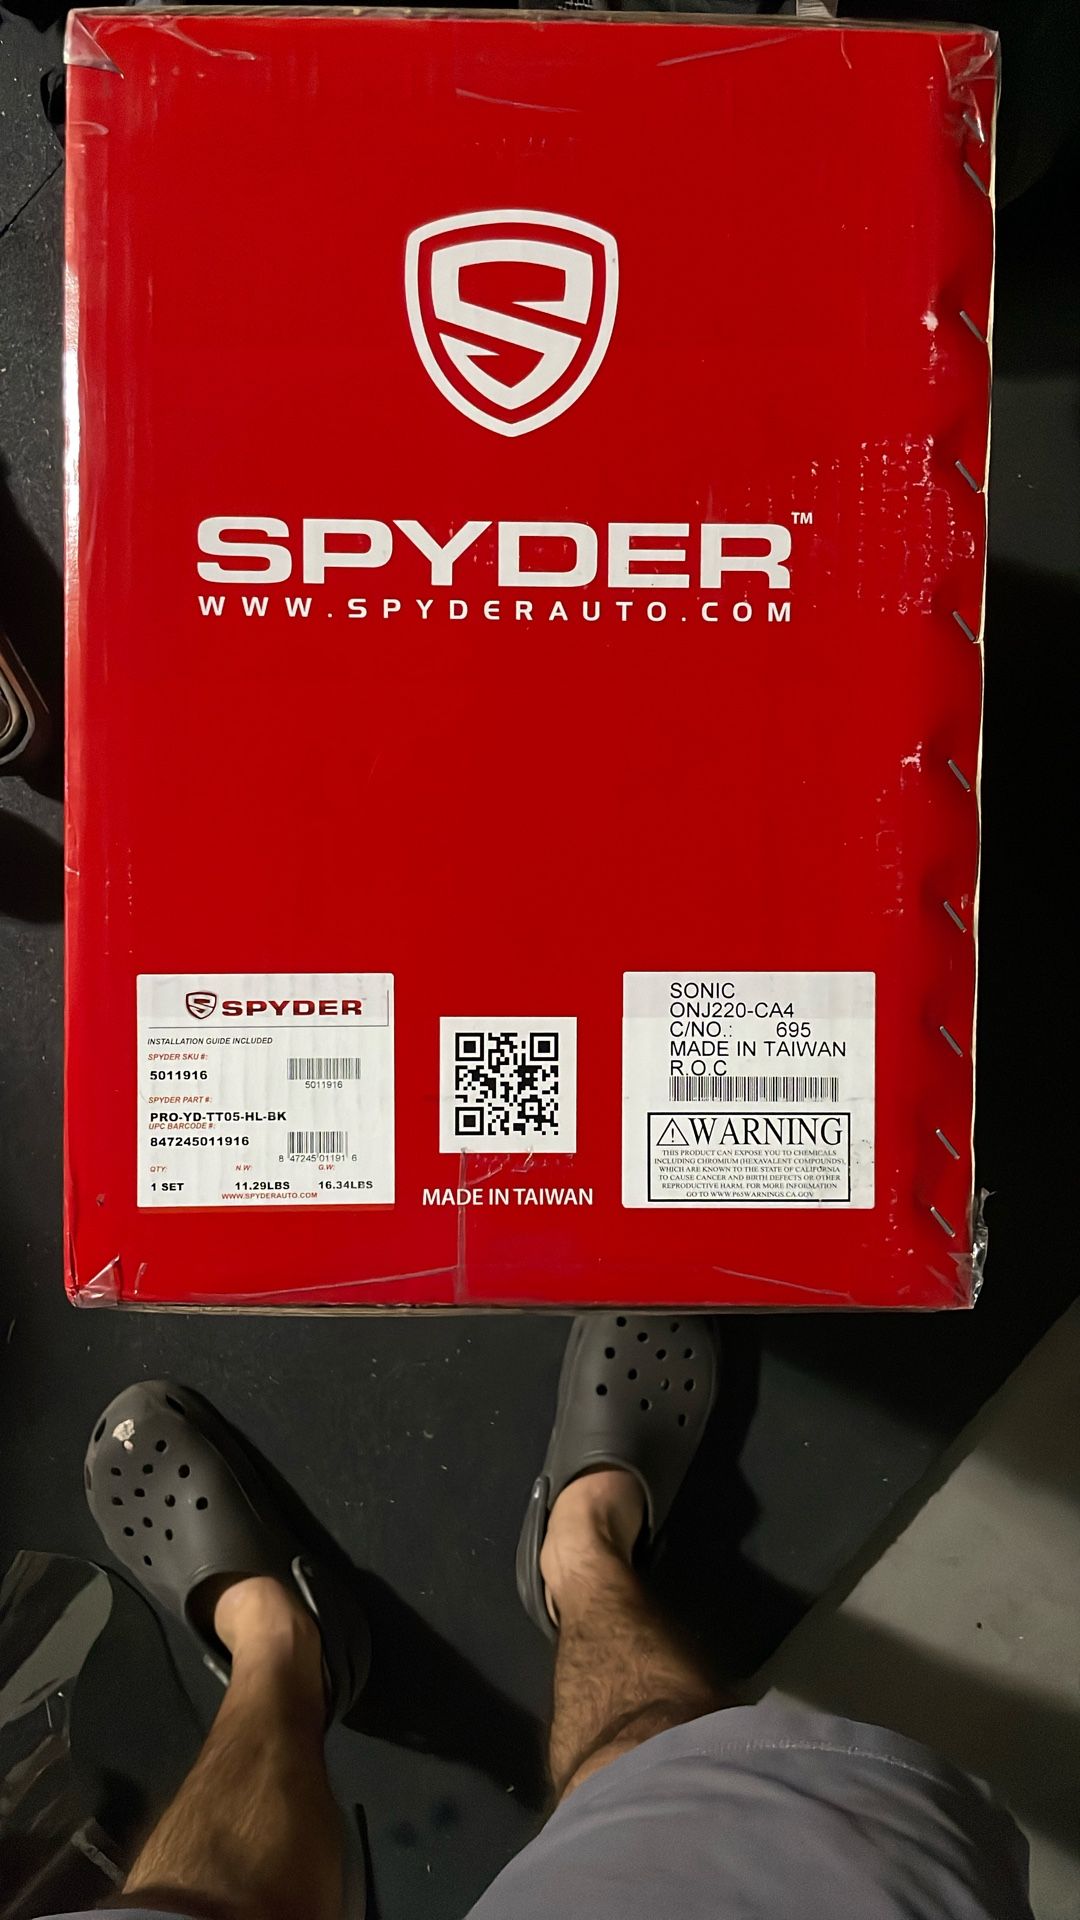 SPYDER™
WWW.SPYDERAUTO.COM
SPYDER
INSTALLATION GUIDE INCLUDED
SPYDER SKU #:
5011916
5011916
SPYDER PART #:
PRO-YD-TT05-HL-BK
UPC BARCODE #:
847245011916
8 47245 01191 6
QTY: N.W: G.W:
1 SET 11.29LBS 16.34LBS
WWW.SPYDERAUTO.COM
MADE IN TAIWAN
SONIC
ONJ220-CA4
C/NO.: 695
MADE IN TAIWAN
R.O.C
⚠WARNING
THIS PRODUCT CAN EXPOSE YU TO CHEMICALS
INCLUDING CHROMIUM (HEXAVALENT COMPOUNDS),
WHICH ARE KNOWN TO THE STATE OF CALIFORNIA
TO CAUSE CANCER AND BIRTH DEFECTS OR OTHER
REPRODUCTIVE HARM. FOR MORE INFORMATION
GO TO WWW.P65WARNINGS.CA.GOV